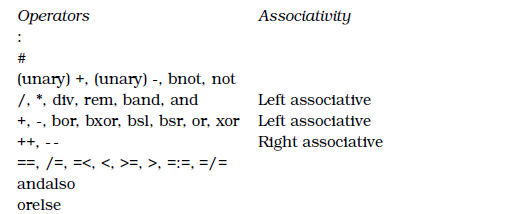 Operators Associativity
:
#
(unary) +, (unary) -, bnot, not
/, *, div, rem, band, and Left associative
+, -, bor, bxor, bsl, bsr, or, xor Left associative
++, -- Right associative
==, /=, =<, <, >=, >, =:=, =/=
andalso
orelse